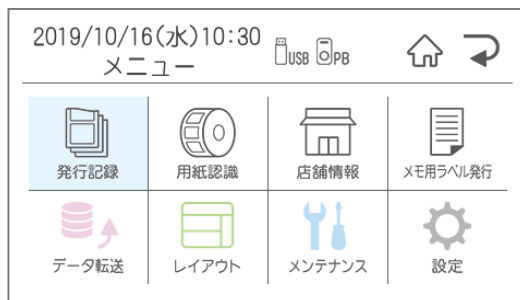 2019/10/16(水)10:30
USB PB
メニュー
発行記録 用紙認識 店舗情報 メモ用ラベル発行
データ転送 レイアウト メンテナンス 設定